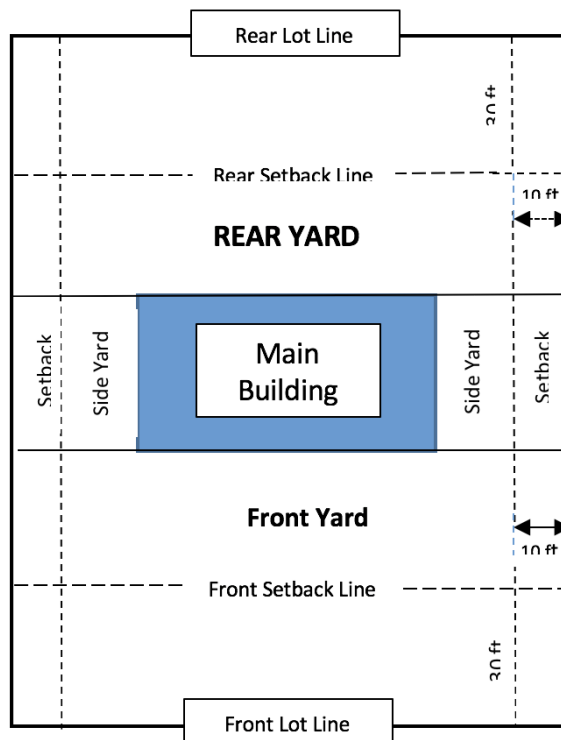 Rear Lot Line
30 ft
Rear Setback Line
10 ft
REAR YARD
Setback
Side Yard
Main
Building
Side Yard
Setback
Front Yard
10 ft
Front Setback Line
30 ft
Front Lot Line